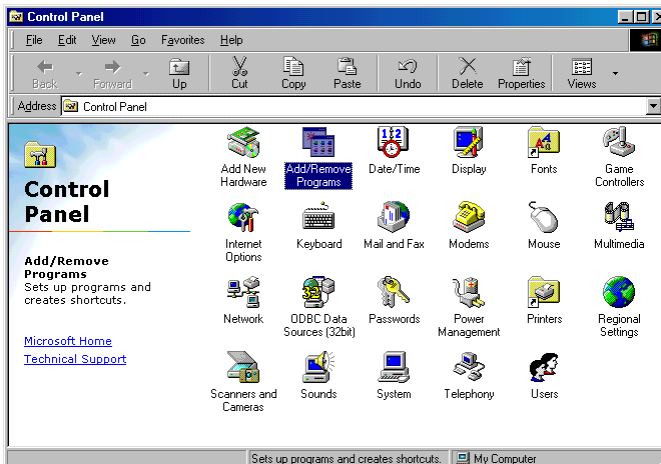 Control Panel
File Edit View Go Favorites Help
Back Forward Up Cut Copy Paste Undo Delete Properties Views
Address Control Panel
Control
Panel
Add/Remove
Programs
Sets up programs and
creates shortcuts.
Microsoft Home
Technical Support
Add New
Hardware
Add/Remove
Programs
Date/Time
Display
Fonts
Game
Controllers
Internet
Options
Keyboard
Mail and Fax
Modems
Mouse
Multimedia
Network
ODBC Data
Sources (32bit)
Passwords
Power
Management
Printers
Regional
Settings
Scanners and
Cameras
Sounds
System
Telephony
Users
Sets up programs and creates shortcuts. My Computer